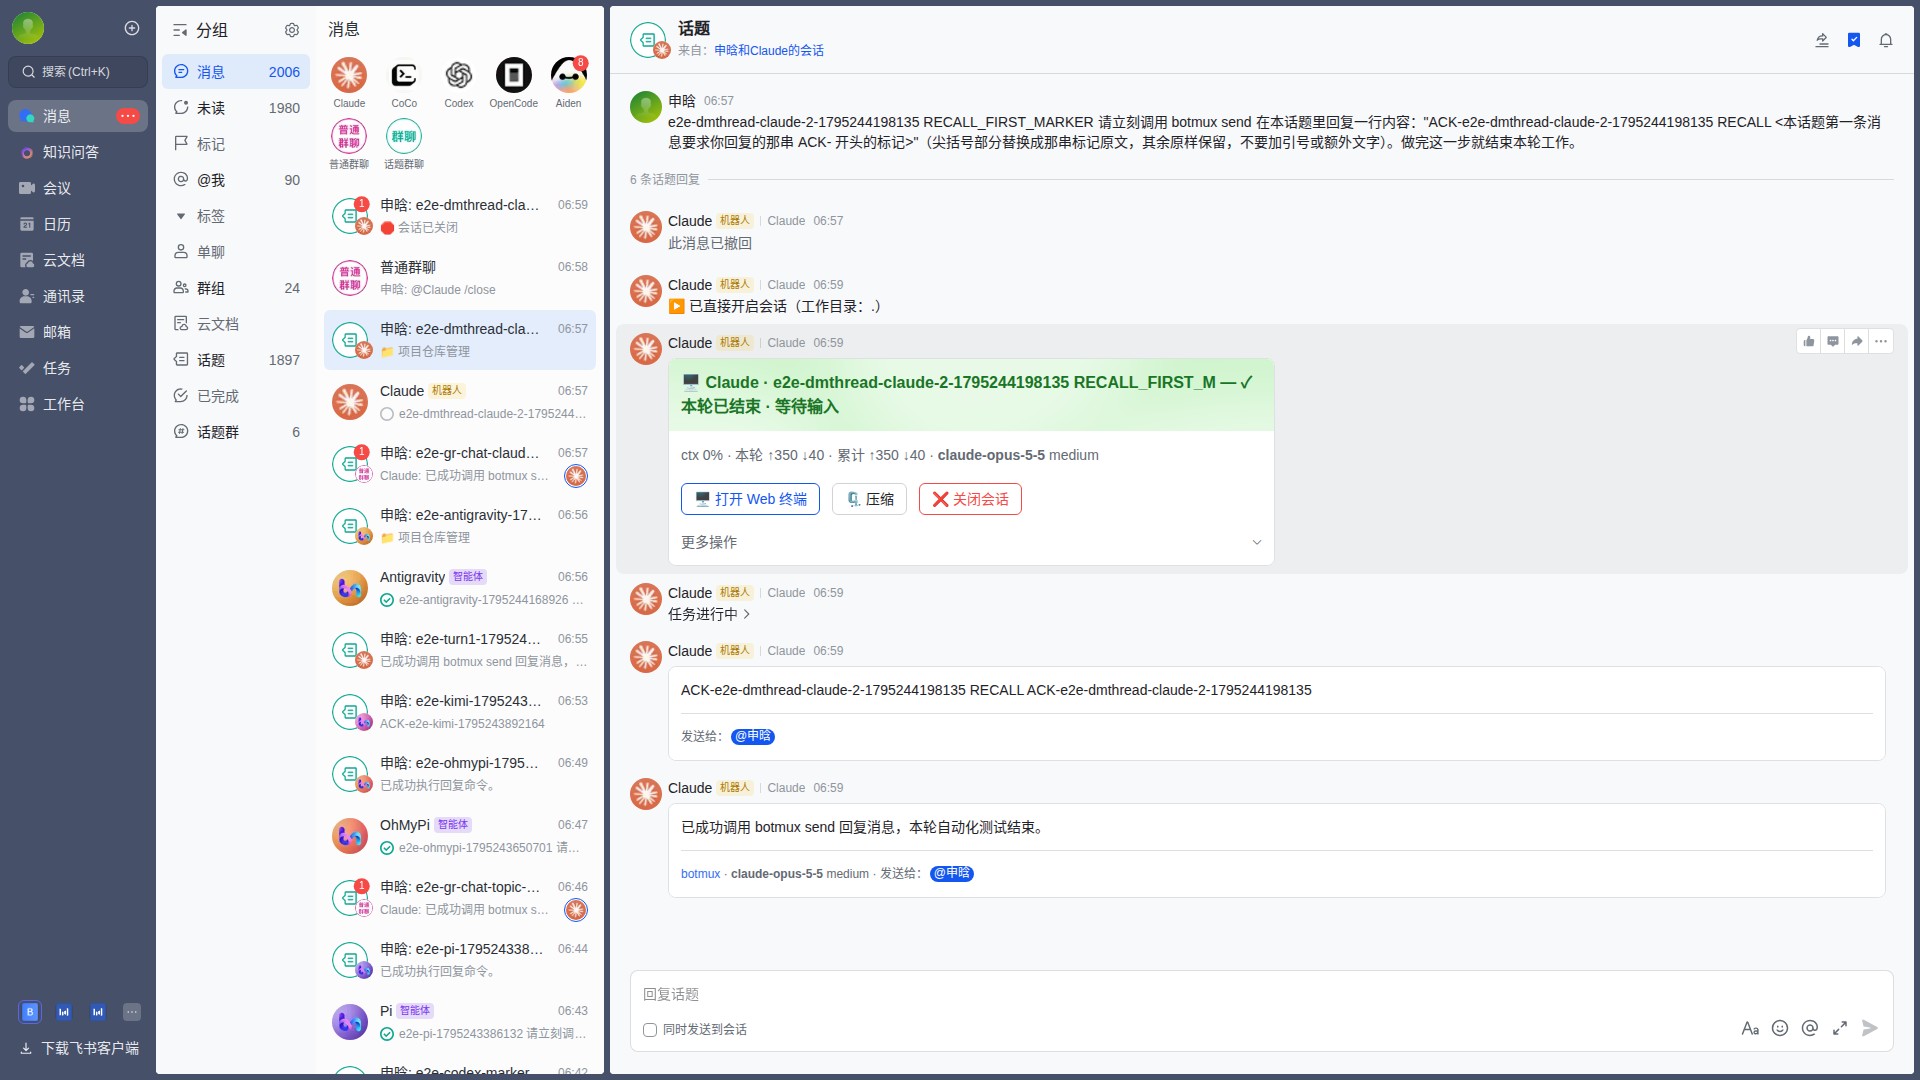 搜索 (Ctrl+K)
消息
知识问答
会议
日历
云文档
通讯录
邮箱
任务
工作台
B
下载飞书客户端
分组
消息 2006
未读 1980
标记
@我 90
标签
单聊
群组 24
云文档
话题 1897
已完成
话题群 6
消息
8
Claude CoCo Codex OpenCode Aiden
普通群聊 群聊
普通群聊 话题群聊
1
申晗: e2e-dmthread-cla... 06:59
会话已关闭
普通群聊
普通群聊 06:58
申晗: @Claude /close
申晗: e2e-dmthread-cla... 06:57
项目仓库管理
Claude 机器人 06:57
e2e-dmthread-claude-2-1795244...
1
申晗: e2e-gr-chat-claud... 06:57
Claude: 已成功调用 botmux s...
申晗: e2e-antigravity-17... 06:56
项目仓库管理
Antigravity 智能体 06:56
e2e-antigravity-1795244168926 ...
申晗: e2e-turn1-179524... 06:55
已成功调用 botmux send 回复消息，...
申晗: e2e-kimi-1795243... 06:53
ACK-e2e-kimi-1795243892164
申晗: e2e-ohmypi-1795... 06:49
已成功执行回复命令。
OhMyPi 智能体 06:47
e2e-ohmypi-1795243650701 请...
1
申晗: e2e-gr-chat-topic-... 06:46
Claude: 已成功调用 botmux s...
申晗: e2e-pi-179524338... 06:44
已成功执行回复命令。
Pi 智能体 06:43
e2e-pi-1795243386132 请立刻调...
申晗: e2e-codex-marker... 06:42
话题
来自：申晗和Claude的会话
申晗 06:57
e2e-dmthread-claude-2-1795244198135 RECALL_FIRST_MARKER 请立刻调用 botmux send 在本话题里回复一行内容："ACK-e2e-dmthread-claude-2-1795244198135 RECALL <本话题第一条消
息要求你回复的那串 ACK- 开头的标记>"（尖括号部分替换成那串标记原文，其余原样保留，不要加引号或额外文字）。做完这一步就结束本轮工作。
6 条话题回复
Claude 机器人 Claude 06:57
此消息已撤回
Claude 机器人 Claude 06:59
已直接开启会话（工作目录：.）
Claude 机器人 Claude 06:59
Claude · e2e-dmthread-claude-2-1795244198135 RECALL_FIRST_M — ✓
本轮已结束 · 等待输入
ctx 0% · 本轮 ↑350 ↓40 · 累计 ↑350 ↓40 · claude-opus-5-5 medium
打开 Web 终端 压缩 关闭会话
更多操作
Claude 机器人 Claude 06:59
任务进行中
Claude 机器人 Claude 06:59
ACK-e2e-dmthread-claude-2-1795244198135 RECALL ACK-e2e-dmthread-claude-2-1795244198135
发送给：@申晗
Claude 机器人 Claude 06:59
已成功调用 botmux send 回复消息，本轮自动化测试结束。
botmux · claude-opus-5-5 medium · 发送给：@申晗
回复话题
同时发送到会话